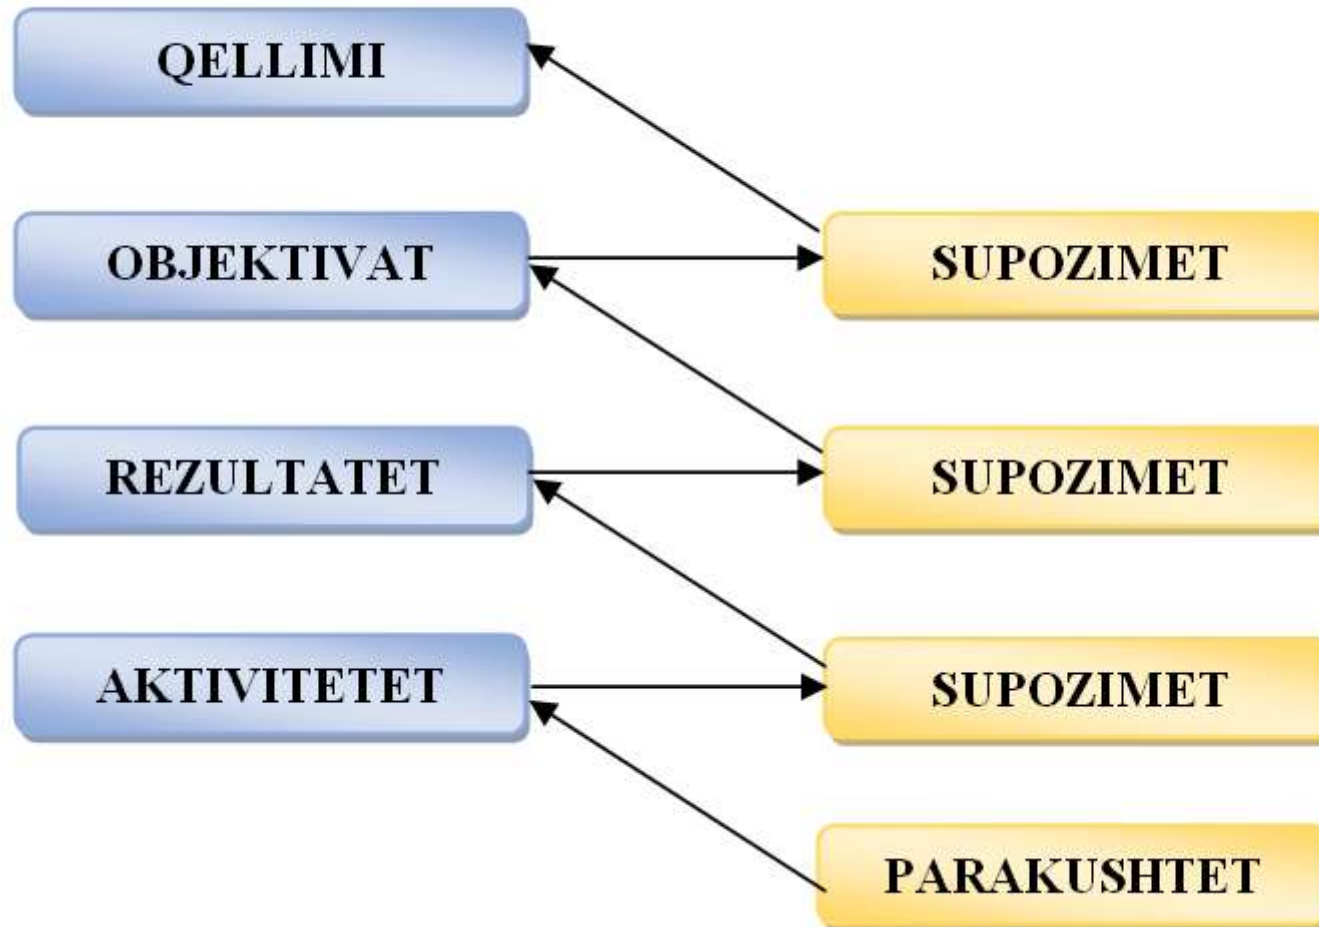 QELLIMI
OBJEKTIVAT
SUPOZIMET
REZULTATET
SUPOZIMET
AKTIVITETET
SUPOZIMET
PARAKUSHTET